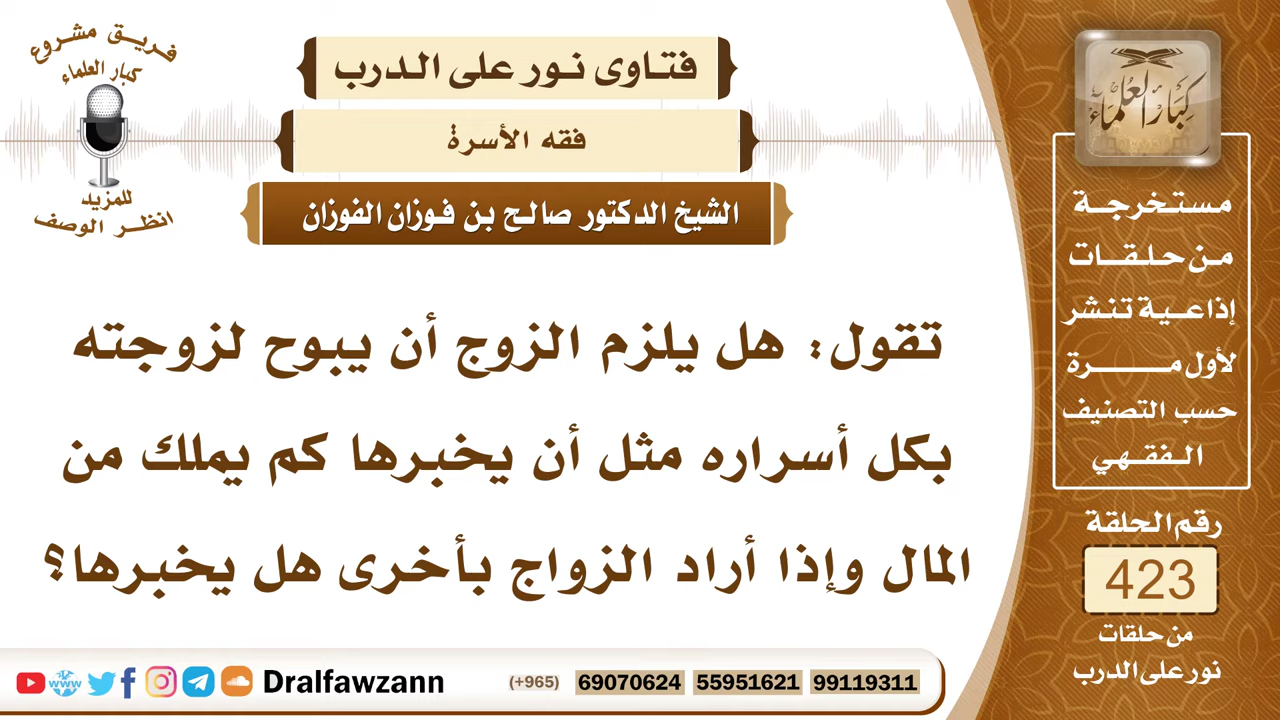 فتاوى نور على الدرب
فقه الأسرة
الشيخ الدكتور صالح بن فوزان الفوزان
فريق مشروع
كبار العلماء
للمزيد
انظر الوصف
تقول: هل يلزم الزوج أن يبوح لزوجته
بكل أسراره مثل أن يخبرها كم يملك من
المال وإذا أراد الزواج بأخرى هل يخبرها؟
كبار العلماء
مستخرجة
من حلقات
إذاعية تنشر
لأول مرة
حسب التصنيف
الفقهي
رقم الحلقة
423
من حلقات
نور على الدرب
www Dralfawzann (+965) 69070624 55951621 99119311